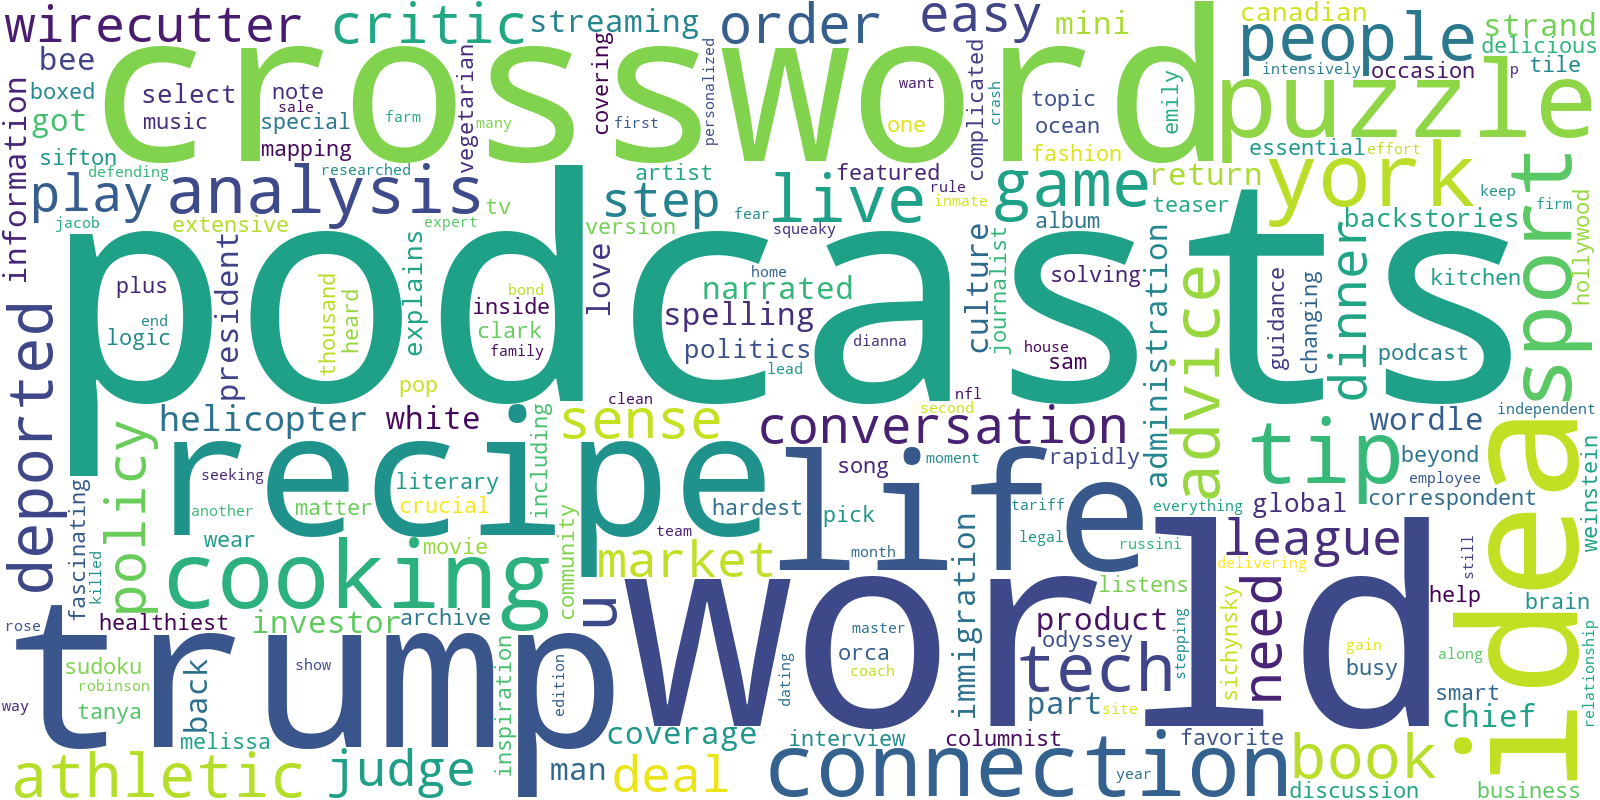 wirecutter
critic
streaming
order
easy
mini
canadian
people
strand
delicious
bee
crossword
intensively
occasion
p
tile
boxed
select
note
sale
covering
personalized
want
complicated
crash
topic
emily
puzzle
got
music
special
farm
many
first
one
ocean
information
sifton
mapping
vegetarian
fashion
essential
effort
defending
play
analysis
researched
artist
step
live
featured
rule
inmate
game
return
york
keep
firm
sport
hollywood
jacob
extensive
tv
expert
version
fear
squeaky
album
teaser
backstories
podcasts
president
explains
love
culture
journalist
administration
advice
dinner
plus
end
logic
thousand
heard
bond
inside
clark
family
home
narrated
spelling
politics
lead
dianna
solving
house
sam
guidance
changing
kitchen
podcast
deported
pop
helicopter
white
clean
sense
second
nfl
conversation
wordle
independent
idea
policy
recipe
life
tip
seeking
including
song
moment
rapidly
beyond
employee
weinstein
fascinating
literary
another
matter
crucial
community
team
hardest
pick
tariff
everything
global
correspondent
killed
wear
movie
market
month
legal
russini
league
still
cooking
u
immigration
listens
delivering
need
help
brain
rose
healthiest
investor
archive
world
master
product
sichynsky
trump
orca
odyssey
stepping
gain
along
relationship
sudoku
robinson
show
coach
tech
busy
way
tanya
back
inspiration
edition
dating
part
site
smart
chief
melissa
coverage
interview
columnist
favorite
athletic
judge
man
deal
connection
year
book
discussion
business